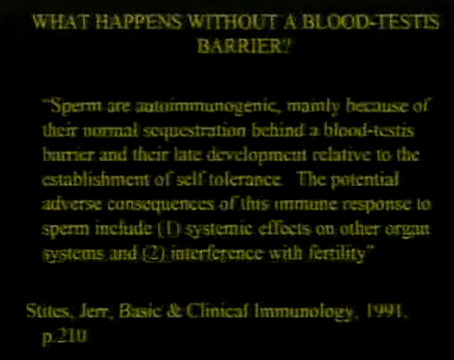 WHAT HAPPENS WITHOUT A BLOOD-TESTIS
BARRIER?
"Sperm are autoimmunogenic, mainly because of
their normal sequestration behind a blood-testis
barrier and their late development relative to the
establishment of self tolerance. The potential
adverse consequences of this immune response to
sperm include (1) systemic effects on other organ
systems and (2) interference with fertility"
Stites, Jerr, Basic & Clinical Immunology, 1991,
p.210